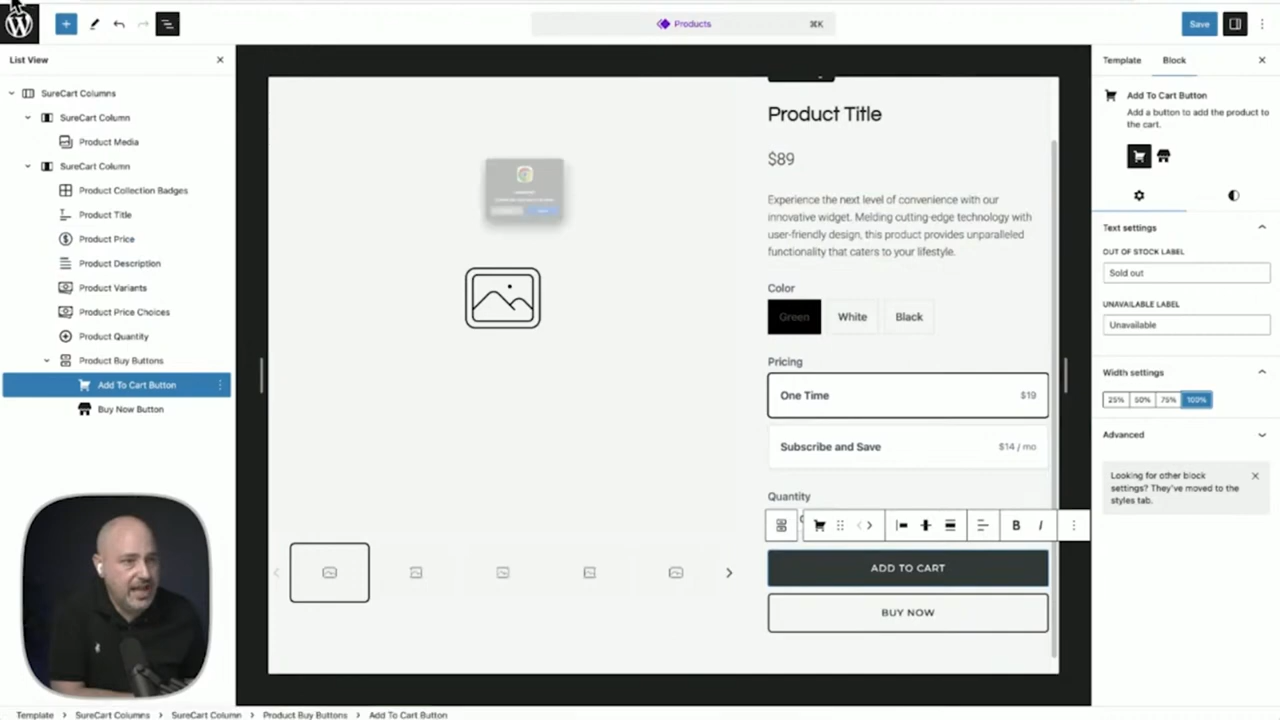 Products
⌘K
Save
List View
SureCart Columns
SureCart Column
Product Media
SureCart Column
Product Collection Badges
Product Title
Product Price
Product Description
Product Variants
Product Price Choices
Product Quantity
Product Buy Buttons
Add To Cart Button
Buy Now Button
Product Title
$89
Experience the next level of convenience with our
innovative widget. Melding cutting-edge technology with
user-friendly design, this product provides unparalleled
functionality that caters to your lifestyle.
Color
Green
White
Black
Pricing
One Time
$19
Subscribe and Save
$14 / mo
Quantity
B
I
ADD TO CART
BUY NOW
Template
Block
Add To Cart Button
Add a button to add the product to
the cart.
Text settings
OUT OF STOCK LABEL
Sold out
UNAVAILABLE LABEL
Unavailable
Width settings
25%
50%
75%
100%
Advanced
Looking for other block
settings? They've moved to the
styles tab.
Template > SureCart Columns > SureCart Column > Product Buy Buttons > Add To Cart Button